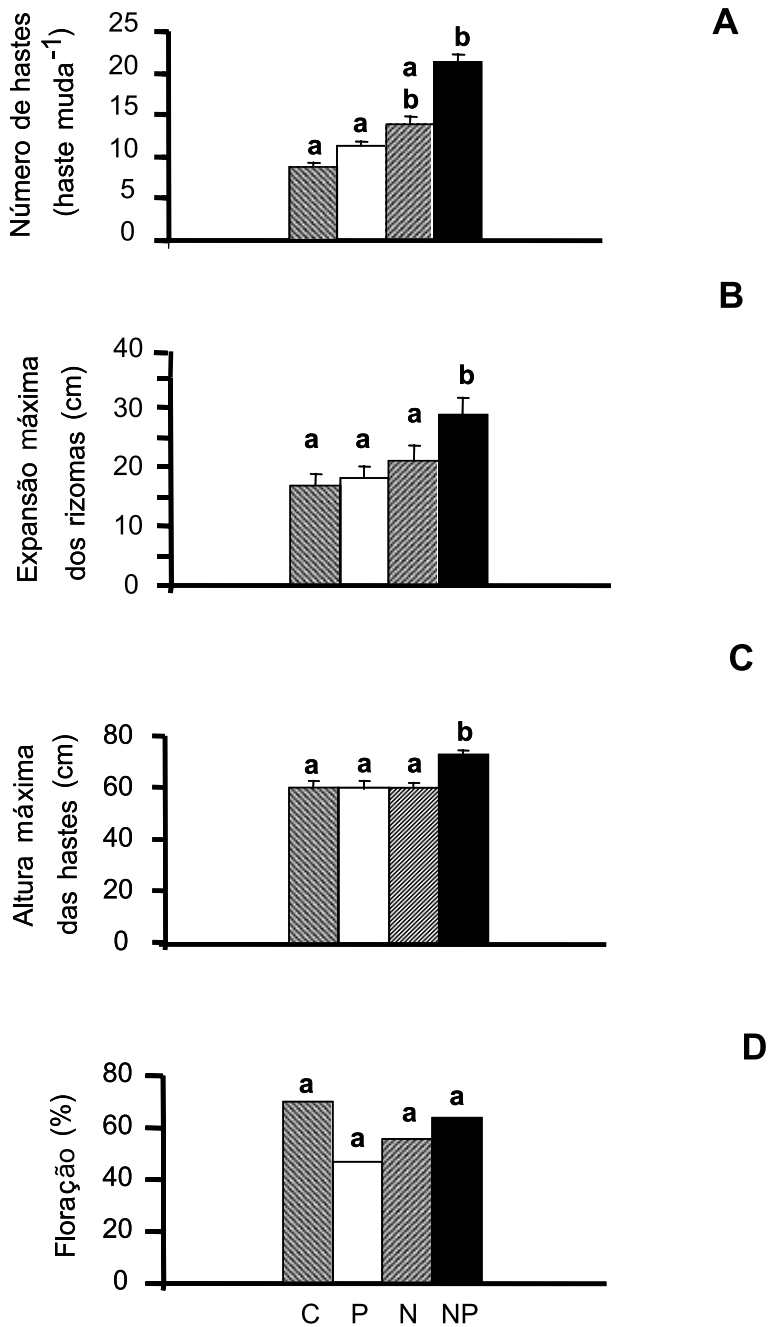 A
Número de hastes
(haste muda-1)
25
20
15
10
5
0
a
a
a
b
b
B
Expansão máxima
dos rizomas (cm)
40
30
20
10
0
a
a
a
b
C
Altura máxima
das hastes (cm)
80
60
40
20
0
a
a
a
b
D
Floração (%)
80
60
40
20
0
a
a
a
a
C P N NP